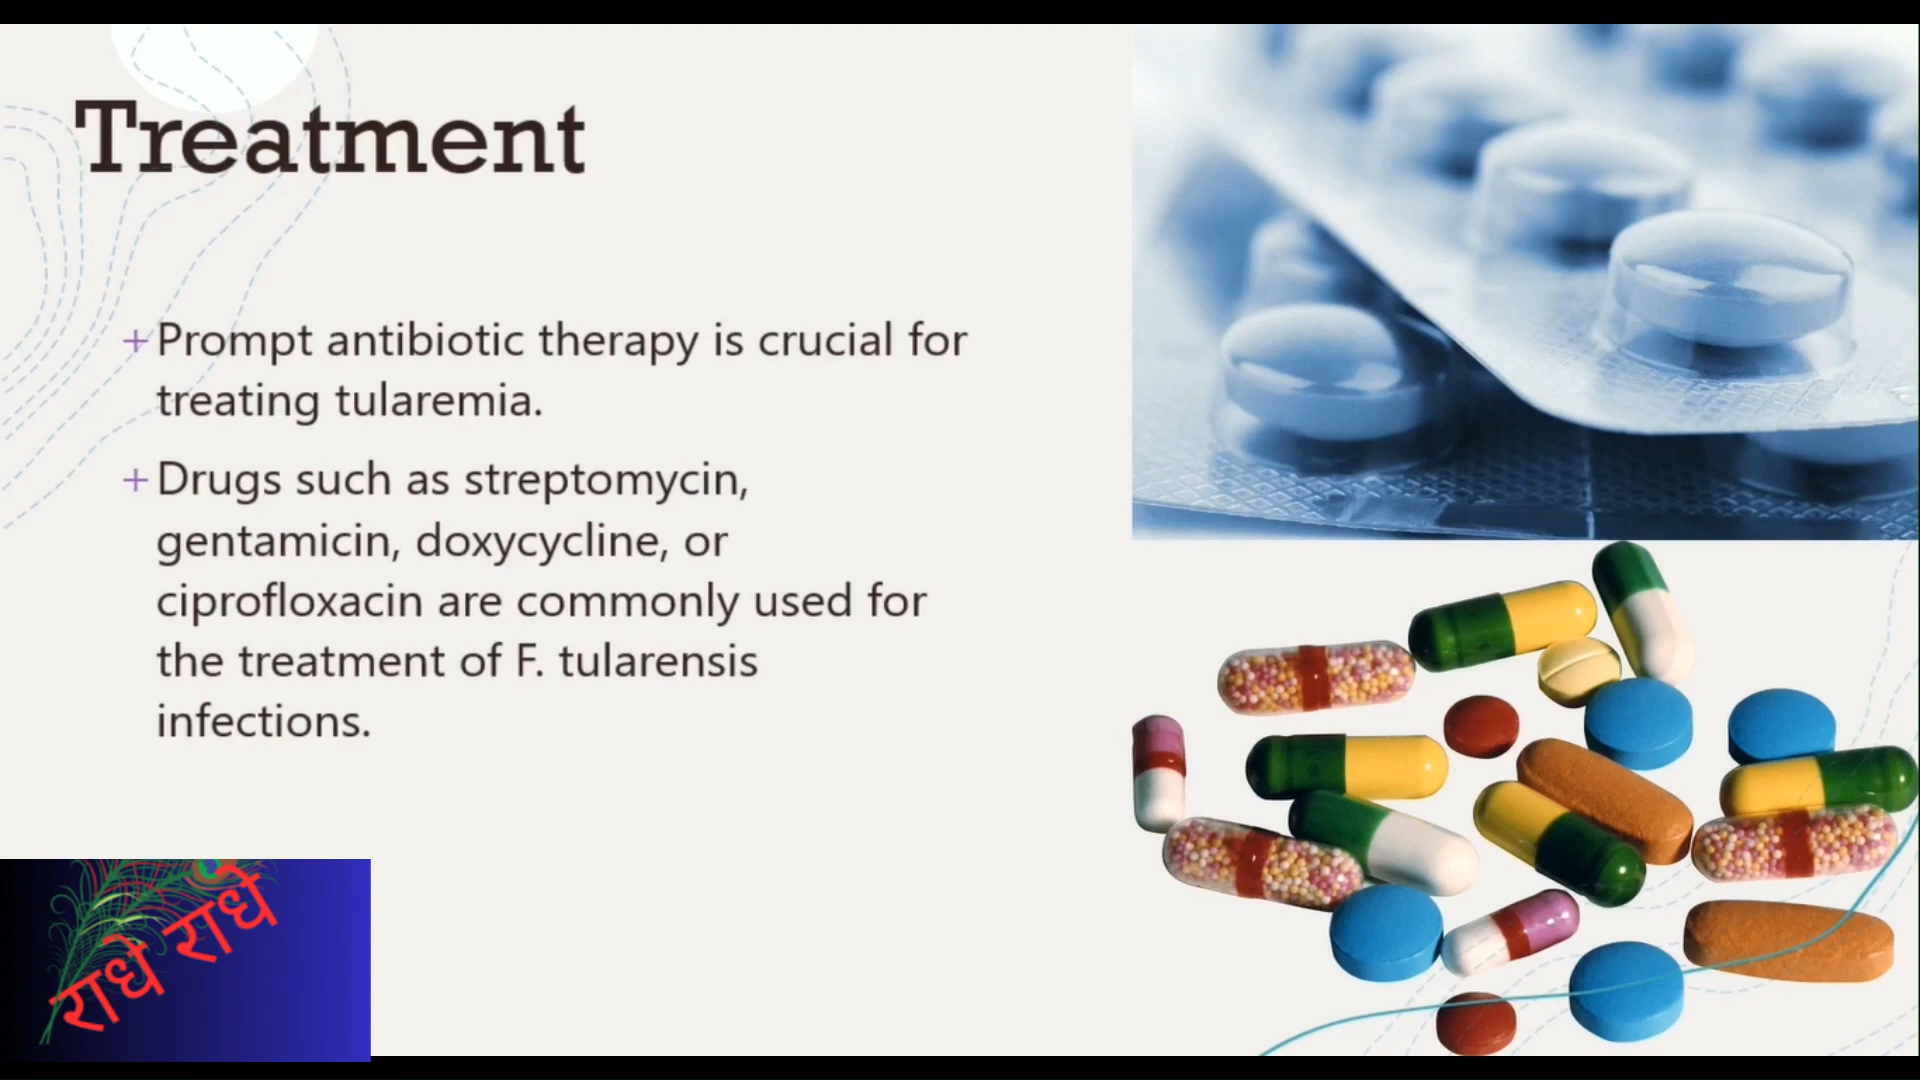 Treatment
+Prompt antibiotic therapy is crucial for
treating tularemia.
+Drugs such as streptomycin,
gentamicin, doxycycline, or
ciprofloxacin are commonly used for
the treatment of F. tularensis
infections.
राधे राधे